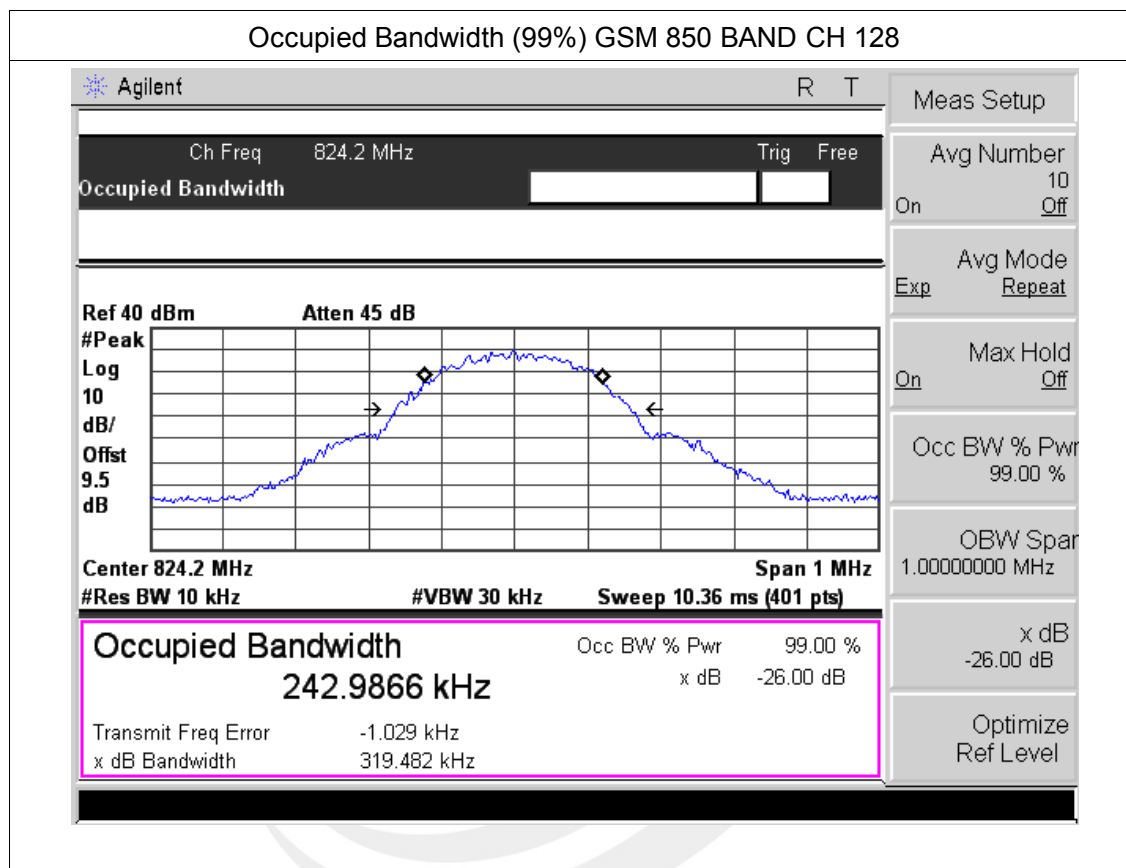 Occupied Bandwidth (99%) GSM 850 BAND CH 128
Agilent R T
Ch Freq 824.2 MHz Trig Free
Occupied Bandwidth
Ref 40 dBm Atten 45 dB
#Peak
Log
10
dB/
Offst
9.5
dB
Center 824.2 MHz Span 1 MHz
#Res BW 10 kHz #VBW 30 kHz Sweep 10.36 ms (401 pts)
Occupied Bandwidth Occ BW % Pwr 99.00 %
242.9866 kHz x dB -26.00 dB
Transmit Freq Error -1.029 kHz
x dB Bandwidth 319.482 kHz
Meas Setup
Avg Number
10
On Off
Avg Mode
Exp Repeat
Max Hold
On Off
Occ BW % Pwr
99.00 %
OBW Span
1.00000000 MHz
x dB
-26.00 dB
Optimize
Ref Level